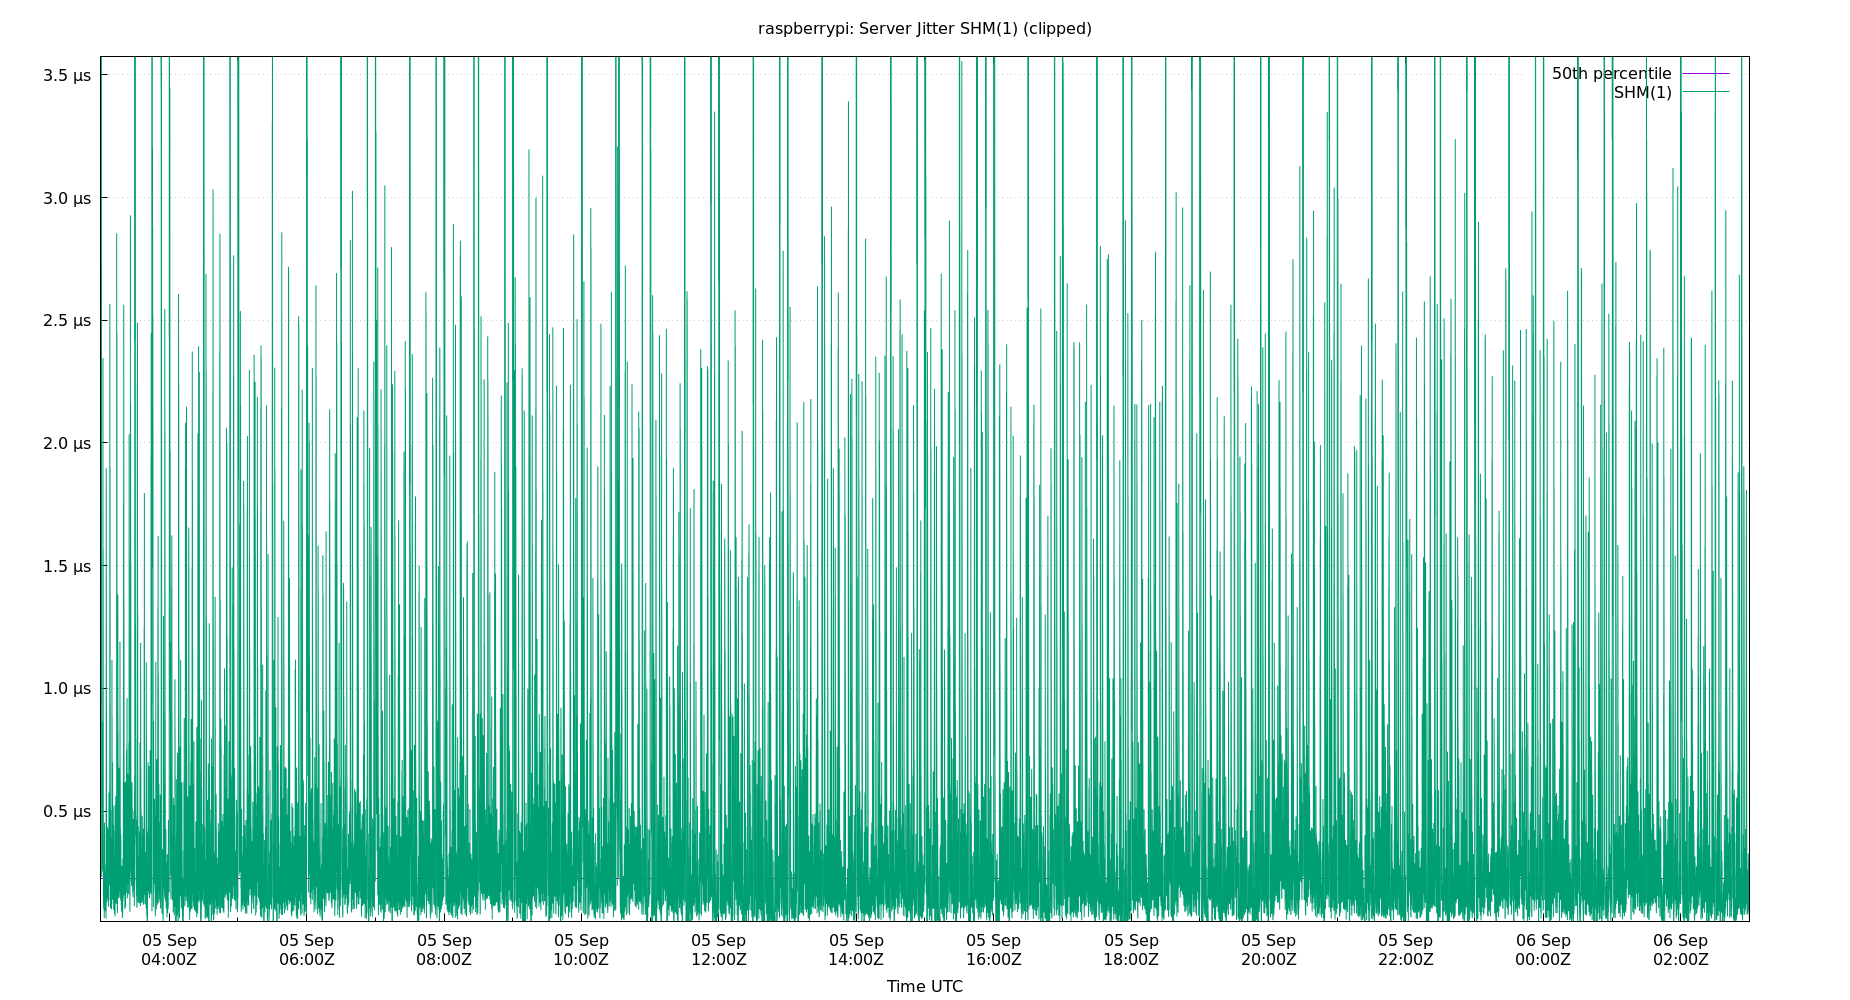 raspberrypi: Server Jitter SHM(1) (clipped)
3.5 µs
3.0 µs
2.5 µs
2.0 µs
1.5 µs
1.0 µs
0.5 µs
50th percentile
SHM(1)
05 Sep 05 Sep 05 Sep 05 Sep 05 Sep 05 Sep 05 Sep 05 Sep 05 Sep 05 Sep 06 Sep 06 Sep
04:00Z 06:00Z 08:00Z 10:00Z 12:00Z 14:00Z 16:00Z 18:00Z 20:00Z 22:00Z 00:00Z 02:00Z
Time UTC